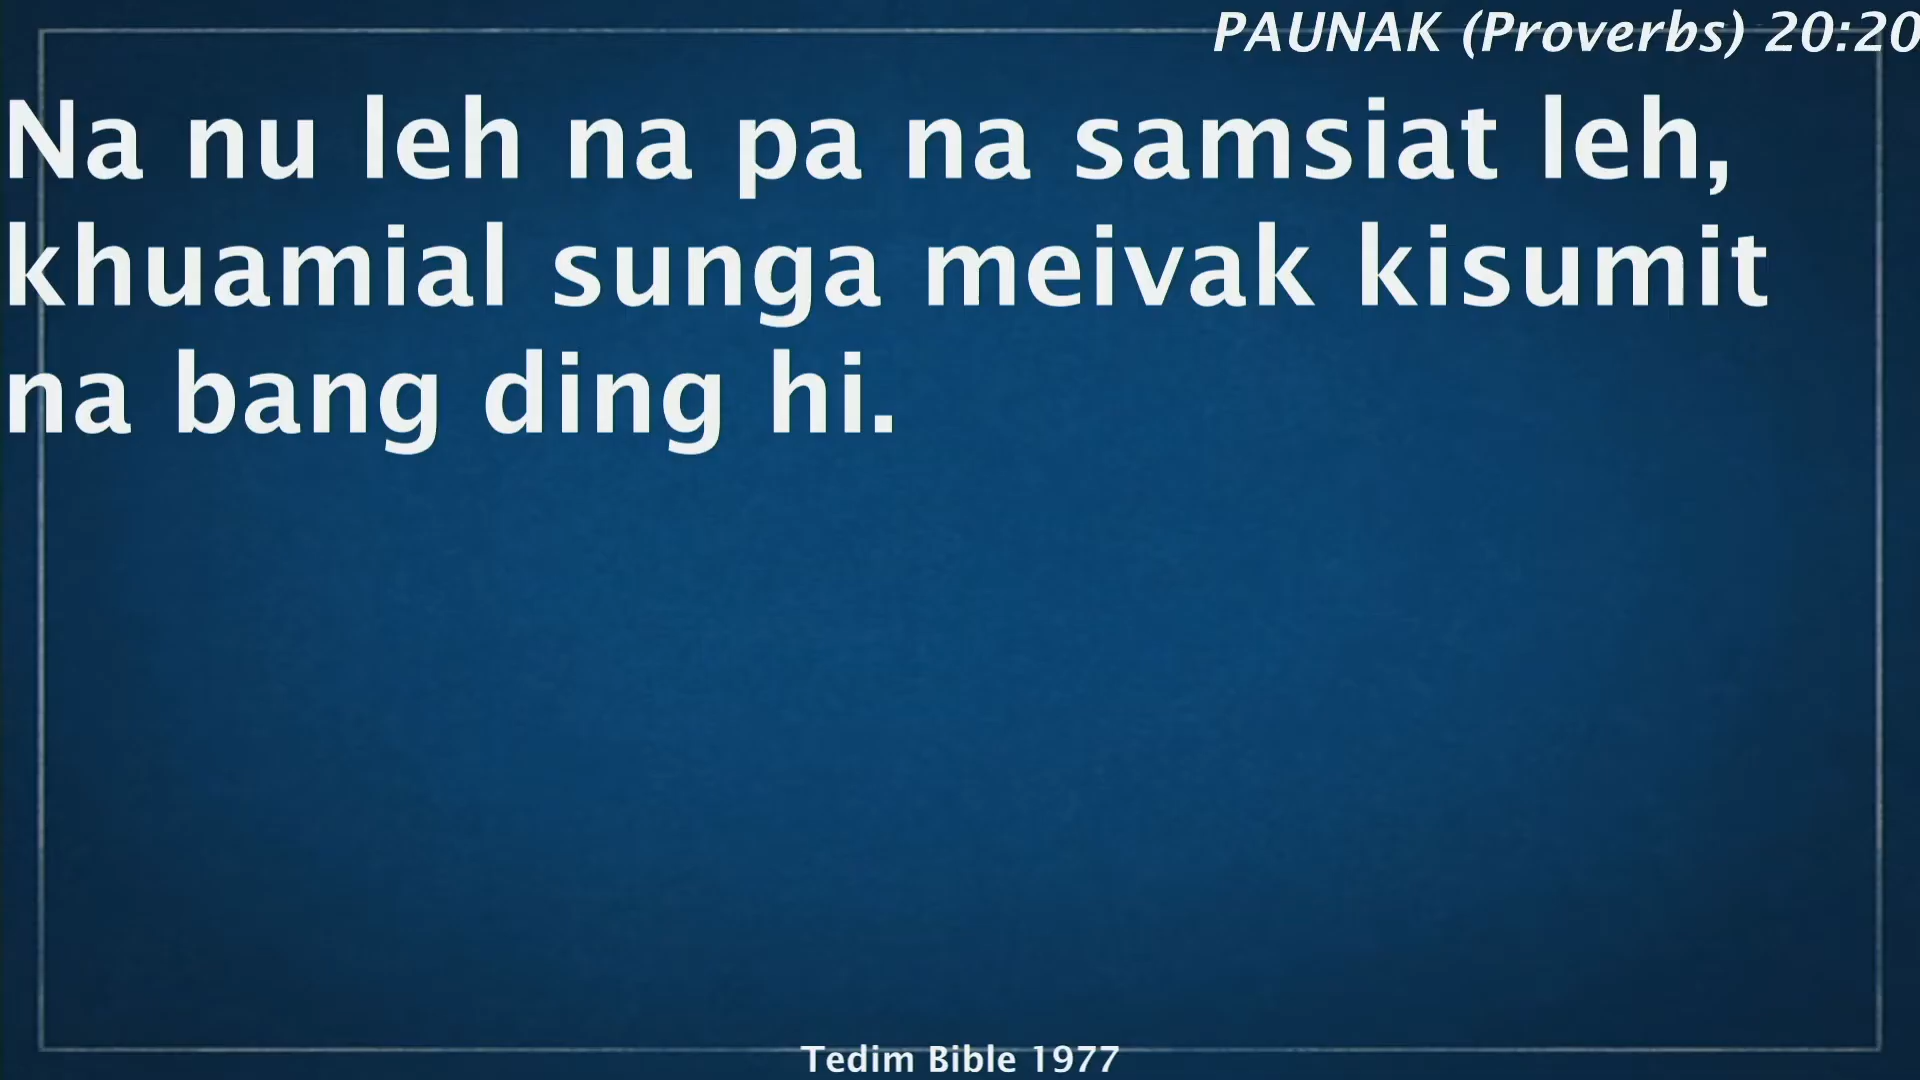 PAUNAK (Proverbs) 20:20
Na nu leh na pa na samsiat leh,
khuamial sunga meivak kisumit
na bang ding hi.
Tedim Bible 1977